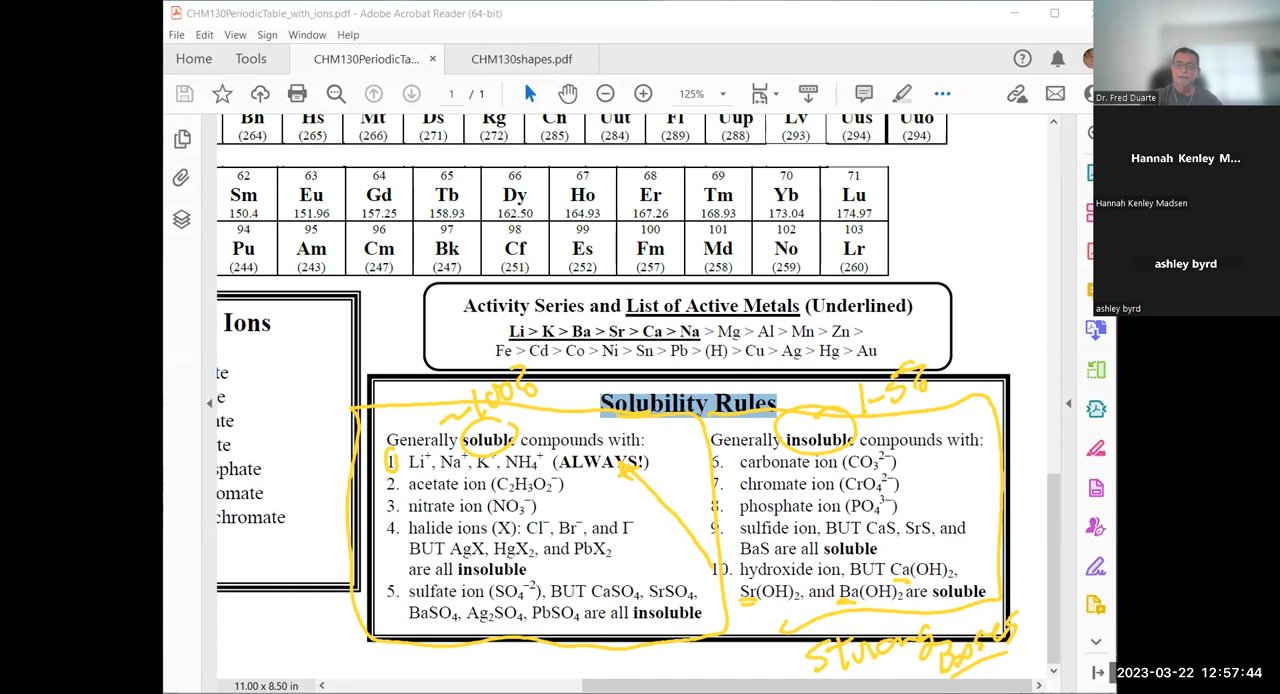 CHM130PeriodicTable_with_ions.pdf - Adobe Acrobat Reader (64-bit)
File Edit View Sign Window Help
Home Tools CHM130PeriodicTa... × CHM130shapes.pdf
1 / 1 125%
Bh Hs Mt Ds Rg Cn Uut Fl Uup Lv Uus Uuo
(264) (265) (266) (271) (272) (285) (284) (289) (288) (293) (294) (294)
62 63 64 65 66 67 68 69 70 71
Sm Eu Gd Tb Dy Ho Er Tm Yb Lu
150.4 151.96 157.25 158.93 162.50 164.93 167.26 168.93 173.04 174.97
94 95 96 97 98 99 100 101 102 103
Pu Am Cm Bk Cf Es Fm Md No Lr
(244) (243) (247) (247) (251) (252) (257) (258) (259) (260)
Ions
te
e
ate
ate
phate
omate
chromate
Activity Series and List of Active Metals (Underlined)
Li > K > Ba > Sr > Ca > Na > Mg > Al > Mn > Zn >
Fe > Cd > Co > Ni > Sn > Pb > (H) > Cu > Ag > Hg > Au
~100%
1-5%
Solubility Rules
Generally soluble compounds with:
1. Li⁺, Na⁺, K⁺, NH₄⁺ (ALWAYS!)
2. acetate ion (C₂H₃O₂⁻)
3. nitrate ion (NO₃⁻)
4. halide ions (X): Cl⁻, Br⁻, and I⁻
BUT AgX, HgX₂, and PbX₂
are all insoluble
5. sulfate ion (SO₄⁻²), BUT CaSO₄, SrSO₄,
BaSO₄, Ag₂SO₄, PbSO₄ are all insoluble
Generally insoluble compounds with:
6. carbonate ion (CO₃²⁻)
7. chromate ion (CrO₄²⁻)
8. phosphate ion (PO₄³⁻)
9. sulfide ion, BUT CaS, SrS, and
BaS are all soluble
10. hydroxide ion, BUT Ca(OH)₂,
Sr(OH)₂, and Ba(OH)₂ are soluble
Strong Bases
11.00 x 8.50 in
Dr. Fred Duarte
Hannah Kenley M...
Hannah Kenley Madsen
ashley byrd
ashley byrd
2023-03-22 12:57:44